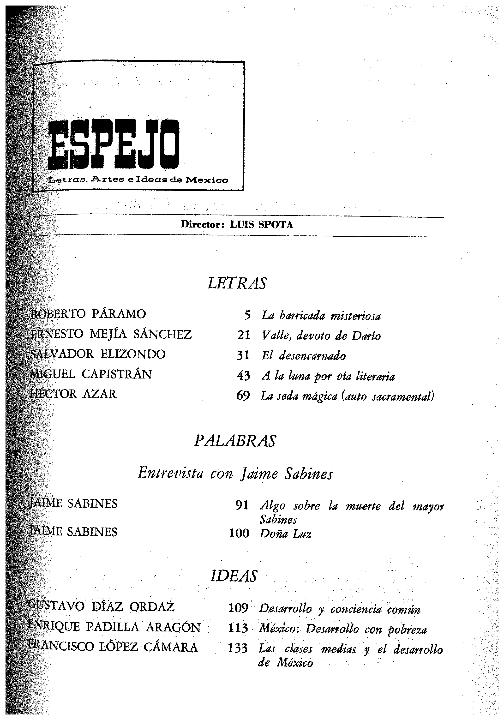 ESPEJO
Letras, Artes e Ideas de Mexico
Director: LUIS SPOTA
LETRAS
ROBERTO PÁRAMO 5 La barricada misteriosa
ERNESTO MEJÍA SÁNCHEZ 21 Valle, devoto de Darío
SALVADOR ELIZONDO 31 El desencarnado
MIGUEL CAPISTRÁN 43 A la luna por vía literaria
HÉCTOR AZAR 69 La seda mágica (auto sacramental)
PALABRAS
Entrevista con Jaime Sabines
JAIME SABINES 91 Algo sobre la muerte del mayor
Sabines
JAIME SABINES 100 Doña Luz
IDEAS
GUSTAVO DÍAZ ORDAZ 109 Desarrollo y conciencia común
ENRIQUE PADILLA ARAGÓN 113 México: Desarrollo con pobreza
FRANCISCO LÓPEZ CÁMARA 133 Las clases medias y el desarrollo
de México